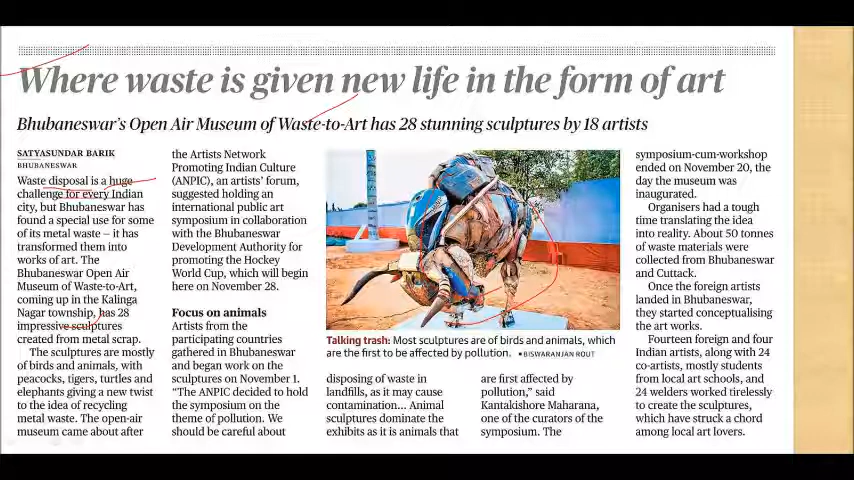 Where waste is given new life in the form of art
Bhubaneswar's Open Air Museum of Waste-to-Art has 28 stunning sculptures by 18 artists
SATYASUNDAR BARIK
BHUBANESWAR
Waste disposal is a huge
challenge for every Indian
city, but Bhubaneswar has
found a special use for some
of its metal waste — it has
transformed them into
works of art. The
Bhubaneswar Open Air
Museum of Waste-to-Art,
coming up in the Kalinga
Nagar township, has 28
impressive sculptures
created from metal scrap.
The sculptures are mostly
of birds and animals, with
peacocks, tigers, turtles and
elephants giving a new twist
to the idea of recycling
metal waste. The open-air
museum came about after
the Artists Network
Promoting Indian Culture
(ANPIC), an artists' forum,
suggested holding an
international public art
symposium in collaboration
with the Bhubaneswar
Development Authority for
promoting the Hockey
World Cup, which will begin
here on November 28.
Focus on animals
Artists from the
participating countries
gathered in Bhubaneswar
and began work on the
sculptures on November 1.
"The ANPIC decided to hold
the symposium on the
theme of pollution. We
should be careful about
Talking trash: Most sculptures are of birds and animals, which
are the first to be affected by pollution. ▪ BISWARANJAN ROUT
disposing of waste in
landfills, as it may cause
contamination... Animal
sculptures dominate the
exhibits as it is animals that
are first affected by
pollution," said
Kantakishore Maharana,
one of the curators of the
symposium. The
symposium-cum-workshop
ended on November 20, the
day the museum was
inaugurated.
Organisers had a tough
time translating the idea
into reality. About 50 tonnes
of waste materials were
collected from Bhubaneswar
and Cuttack.
Once the foreign artists
landed in Bhubaneswar,
they started conceptualising
the art works.
Fourteen foreign and four
Indian artists, along with 24
co-artists, mostly students
from local art schools, and
24 welders worked tirelessly
to create the sculptures,
which have struck a chord
among local art lovers.